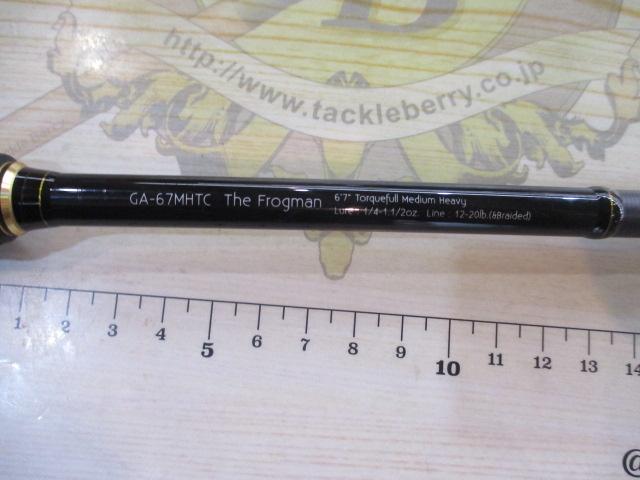 B
http://www.tackleberry.co.jp
GA-67MHTC The Frogman
6'7" Torquefull Medium Heavy
Lure : 1/4-1.1/2oz. Line : 12-20lb.(&Braided)
1 2 3 4 5 6 7 8 9 10 11 12 13 14
@